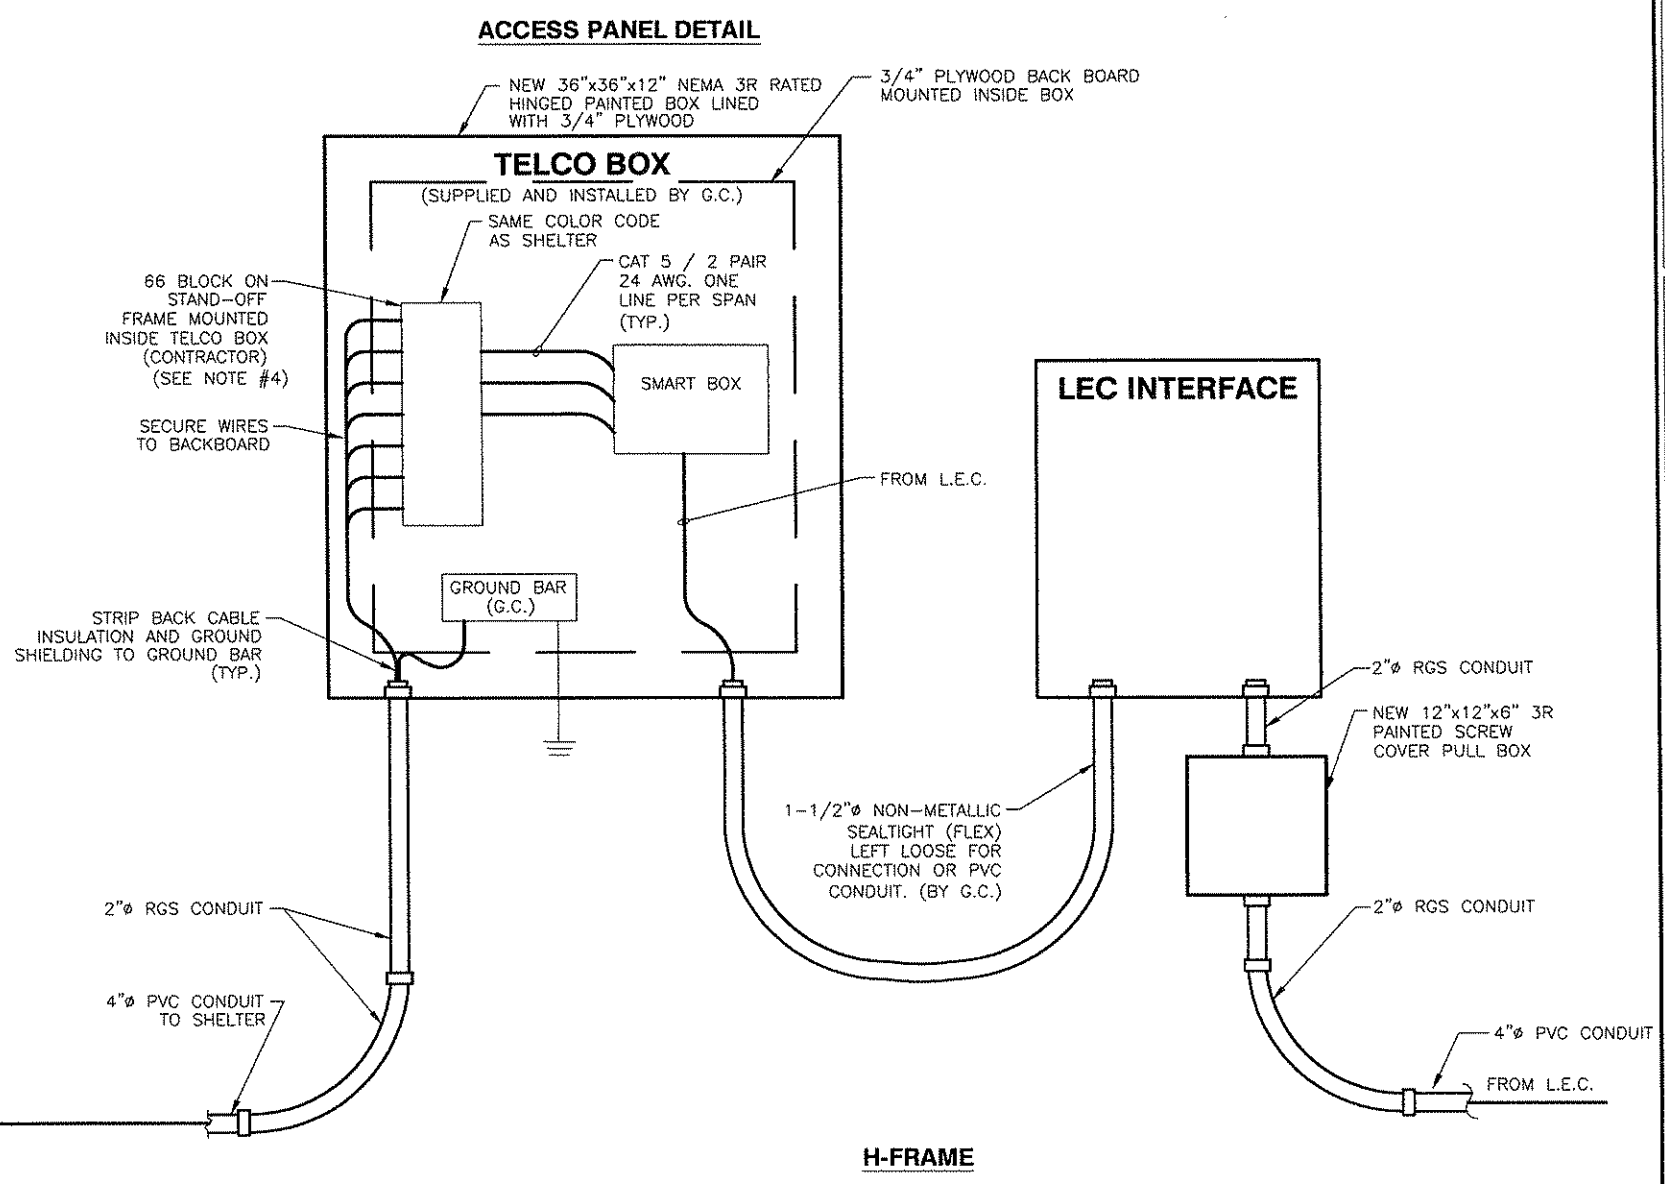 ACCESS PANEL DETAIL
NEW 36"x36"x12" NEMA 3R RATED
HINGED PAINTED BOX LINED
WITH 3/4" PLYWOOD
3/4" PLYWOOD BACK BOARD
MOUNTED INSIDE BOX
TELCO BOX
(SUPPLIED AND INSTALLED BY G.C.)
SAME COLOR CODE
AS SHELTER
CAT 5 / 2 PAIR
24 AWG. ONE
LINE PER SPAN
(TYP.)
66 BLOCK ON
STAND-OFF
FRAME MOUNTED
INSIDE TELCO BOX
(CONTRACTOR)
(SEE NOTE #4)
SMART BOX
LEC INTERFACE
SECURE WIRES
TO BACKBOARD
FROM L.E.C.
GROUND BAR
(G.C.)
STRIP BACK CABLE
INSULATION AND GROUND
SHIELDING TO GROUND BAR
(TYP.)
2"ø RGS CONDUIT
NEW 12"x12"x6" 3R
PAINTED SCREW
COVER PULL BOX
1-1/2"ø NON-METALLIC
SEALTIGHT (FLEX)
LEFT LOOSE FOR
CONNECTION OR PVC
CONDUIT. (BY G.C.)
2"ø RGS CONDUIT
2"ø RGS CONDUIT
4"ø PVC CONDUIT
TO SHELTER
4"ø PVC CONDUIT
FROM L.E.C.
H-FRAME